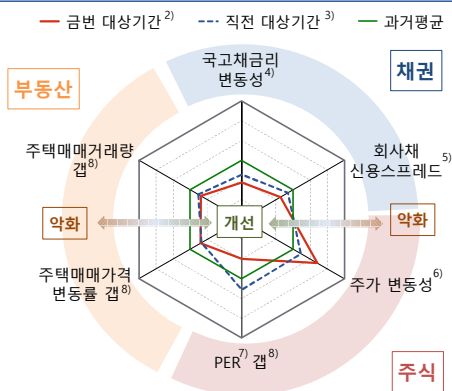 금번 대상기간 2) 직전 대상기간 3) 과거평균
부동산
국고채금리
변동성4)
채권
주택매매거래량
갭8)
회사채
신용스프레드5)
악화
개선
악화
주택매매가격
변동률 갭8)
주가 변동성6)
PER7) 갭8)
주식